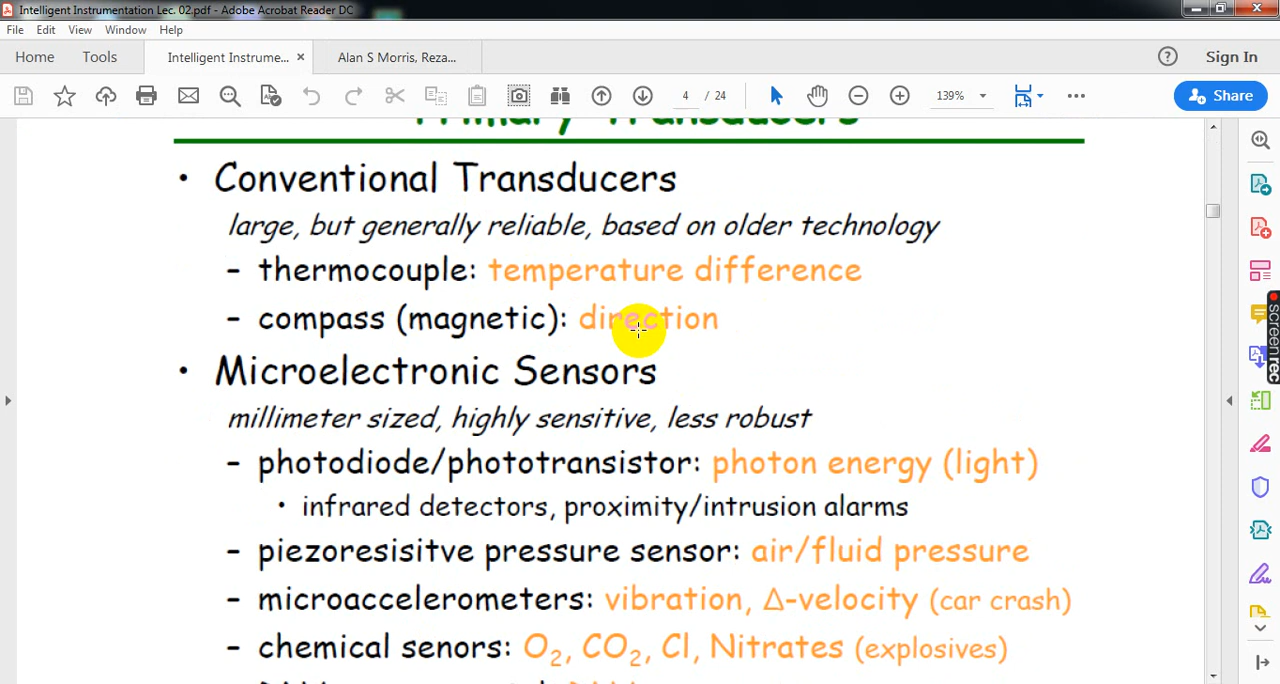 Intelligent Instrumentation Lec. 02.pdf - Adobe Acrobat Reader DC
File Edit View Window Help
Home Tools Intelligent Instrume... × Alan S Morris, Reza... Sign In
4 / 24 139% Share
Primary Transducers
• Conventional Transducers
large, but generally reliable, based on older technology
– thermocouple: temperature difference
– compass (magnetic): direction
• Microelectronic Sensors
millimeter sized, highly sensitive, less robust
– photodiode/phototransistor: photon energy (light)
• infrared detectors, proximity/intrusion alarms
– piezoresisitve pressure sensor: air/fluid pressure
– microaccelerometers: vibration, Δ-velocity (car crash)
– chemical senors: O₂, CO₂, Cl, Nitrates (explosives)
screenrec